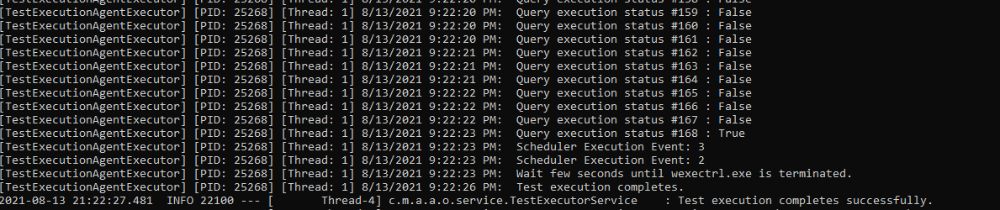 [TestExecutionAgentExecutor] [PID: 25268] [Thread: 1] 8/13/2021 9:22:20 PM:  Query execution status #158 : False
[TestExecutionAgentExecutor] [PID: 25268] [Thread: 1] 8/13/2021 9:22:20 PM:  Query execution status #159 : False
[TestExecutionAgentExecutor] [PID: 25268] [Thread: 1] 8/13/2021 9:22:20 PM:  Query execution status #160 : False
[TestExecutionAgentExecutor] [PID: 25268] [Thread: 1] 8/13/2021 9:22:20 PM:  Query execution status #161 : False
[TestExecutionAgentExecutor] [PID: 25268] [Thread: 1] 8/13/2021 9:22:21 PM:  Query execution status #162 : False
[TestExecutionAgentExecutor] [PID: 25268] [Thread: 1] 8/13/2021 9:22:21 PM:  Query execution status #163 : False
[TestExecutionAgentExecutor] [PID: 25268] [Thread: 1] 8/13/2021 9:22:21 PM:  Query execution status #164 : False
[TestExecutionAgentExecutor] [PID: 25268] [Thread: 1] 8/13/2021 9:22:22 PM:  Query execution status #165 : False
[TestExecutionAgentExecutor] [PID: 25268] [Thread: 1] 8/13/2021 9:22:22 PM:  Query execution status #166 : False
[TestExecutionAgentExecutor] [PID: 25268] [Thread: 1] 8/13/2021 9:22:22 PM:  Query execution status #167 : False
[TestExecutionAgentExecutor] [PID: 25268] [Thread: 1] 8/13/2021 9:22:23 PM:  Query execution status #168 : True
[TestExecutionAgentExecutor] [PID: 25268] [Thread: 1] 8/13/2021 9:22:23 PM:  Scheduler Execution Event: 3
[TestExecutionAgentExecutor] [PID: 25268] [Thread: 1] 8/13/2021 9:22:23 PM:  Scheduler Execution Event: 2
[TestExecutionAgentExecutor] [PID: 25268] [Thread: 1] 8/13/2021 9:22:23 PM:  Wait few seconds until wexectrl.exe is terminated.
[TestExecutionAgentExecutor] [PID: 25268] [Thread: 1] 8/13/2021 9:22:26 PM:  Test execution completes.
2021-08-13 21:22:27.481  INFO 22100 --- [       Thread-4] c.m.a.a.o.service.TestExecutorService    : Test execution completes successfully.